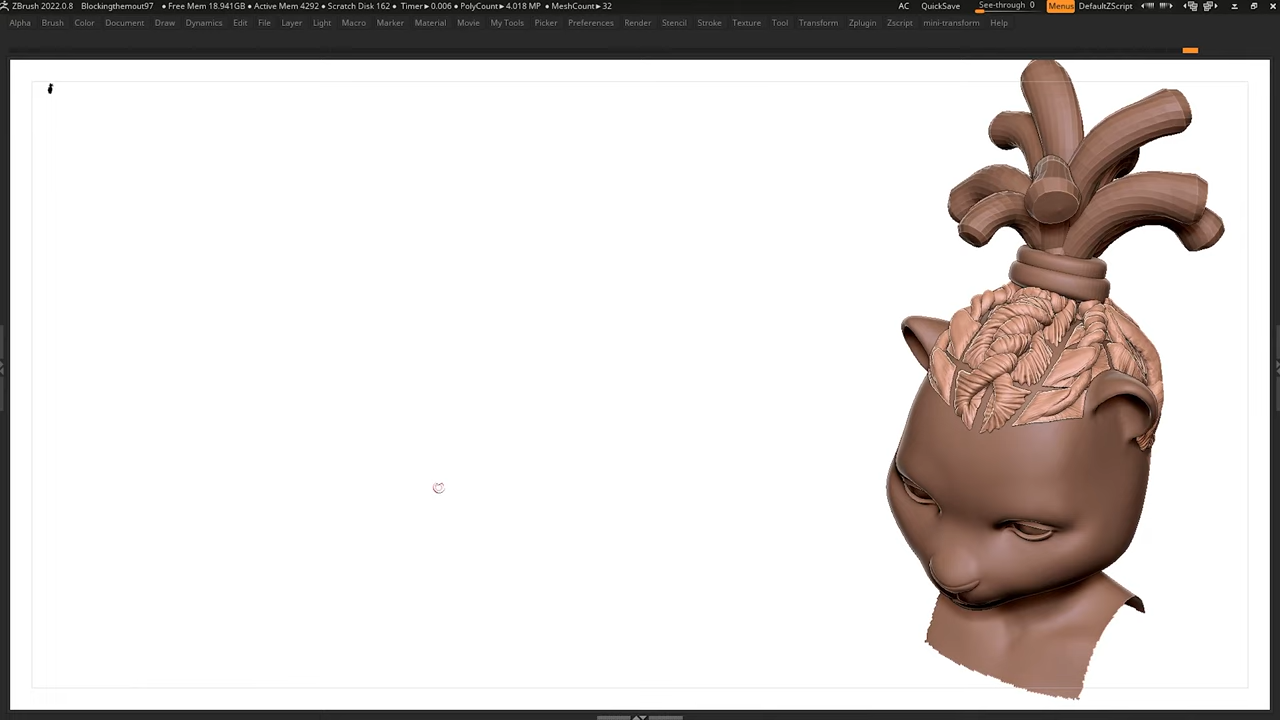 ZBrush 2022.0.8 Blockingthemout97 ● Free Mem 18.941GB ● Active Mem 4292 ● Scratch Disk 162 ● Timer▸0.006 ● PolyCount▸4.018 MP ● MeshCount▸32 AC QuickSave See-through 0 Menus DefaultZScript
Alpha Brush Color Document Draw Dynamics Edit File Layer Light Macro Marker Material Movie My Tools Picker Preferences Render Stencil Stroke Texture Tool Transform Zplugin Zscript mini-transform Help